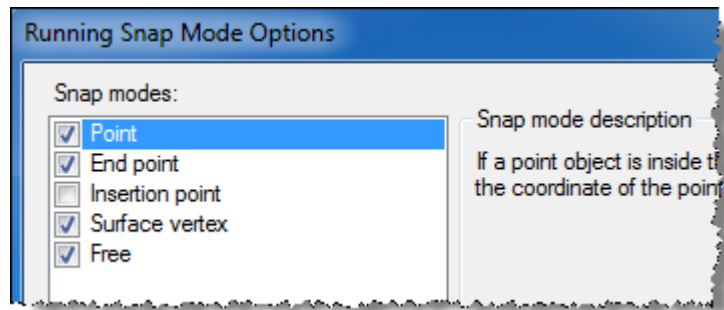 Running Snap Mode Options
Snap modes:
Point
End point
Insertion point
Surface vertex
Free
Snap mode description
If a point object is inside
the coordinate of the point